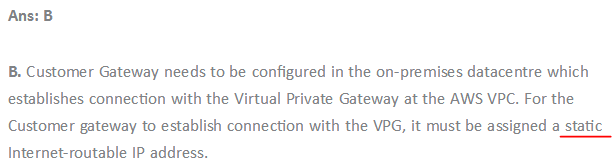 Ans: B
B. Customer Gateway needs to be configured in the on-premises datacentre which
establishes connection with the Virtual Private Gateway at the AWS VPC. For the
Customer gateway to establish connection with the VPG, it must be assigned a static
Internet-routable IP address.